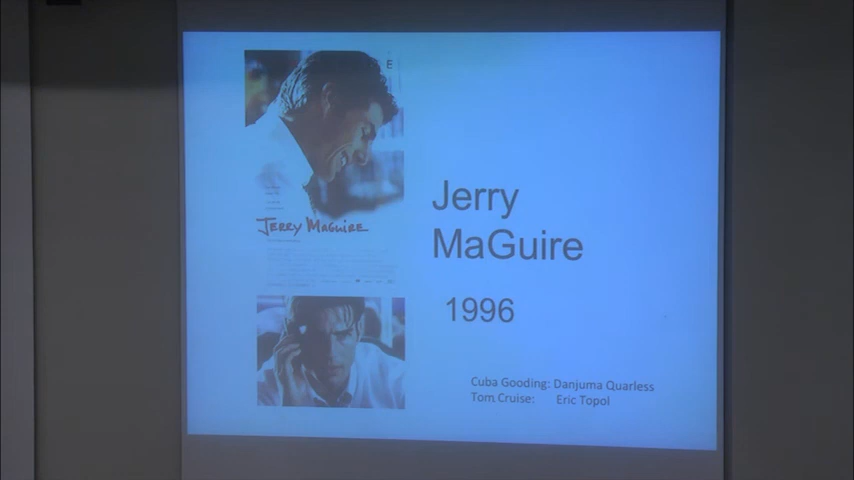 JERRY MAGUIRE
Jerry
MaGuire
1996
Cuba Gooding: Danjuma Quarless
Tom Cruise: Eric Topol